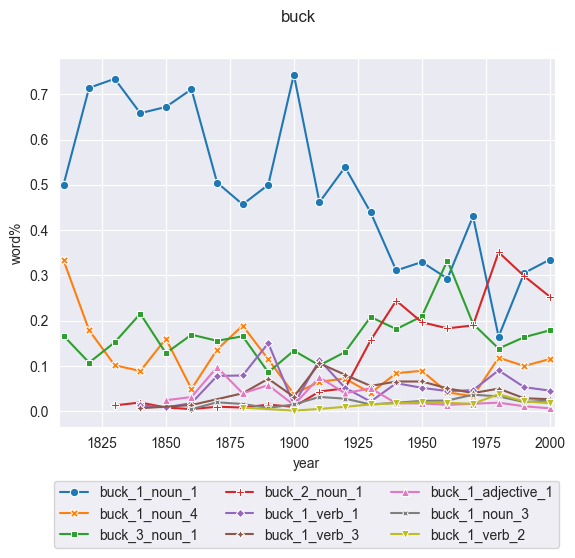 buck
word%
0.7
0.6
0.5
0.4
0.3
0.2
0.1
0.0
1825 1850 1875 1900 1925 1950 1975 2000
year
buck_1_noun_1 buck_2_noun_1 buck_1_adjective_1
buck_1_noun_4 buck_1_verb_1 buck_1_noun_3
buck_3_noun_1 buck_1_verb_3 buck_1_verb_2